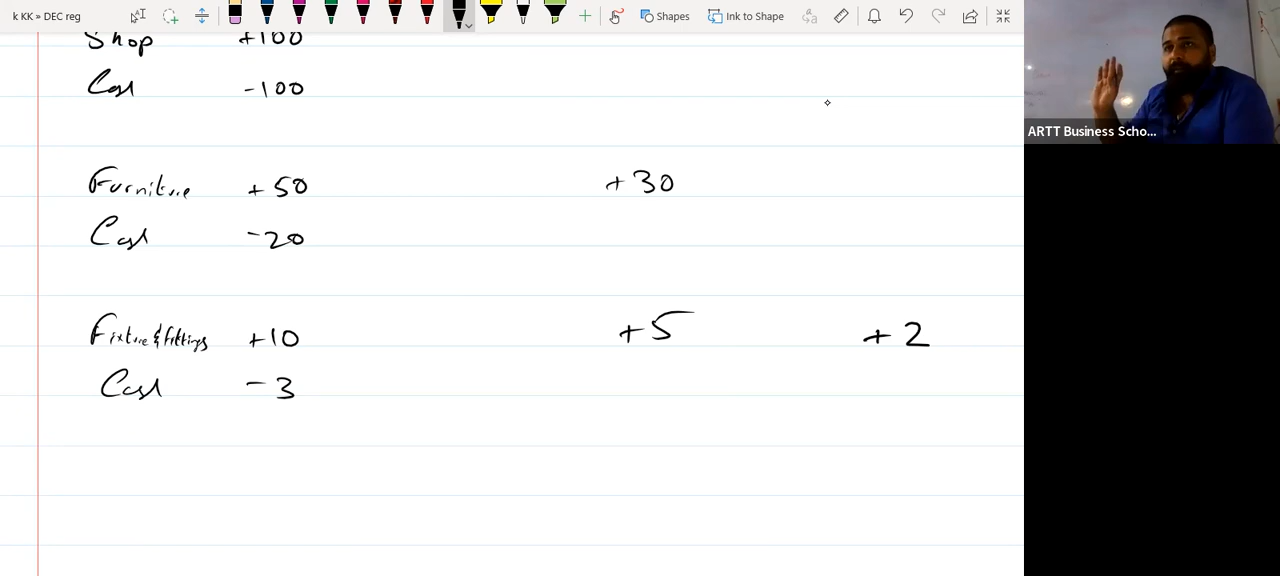 k KK » DEC reg
Shapes
Ink to Shape
Shop +100
Cash -100
Furniture +50 +30
Cash -20
Fixture & fittings +10 +5 +2
Cash -3
ARTT Business Scho...